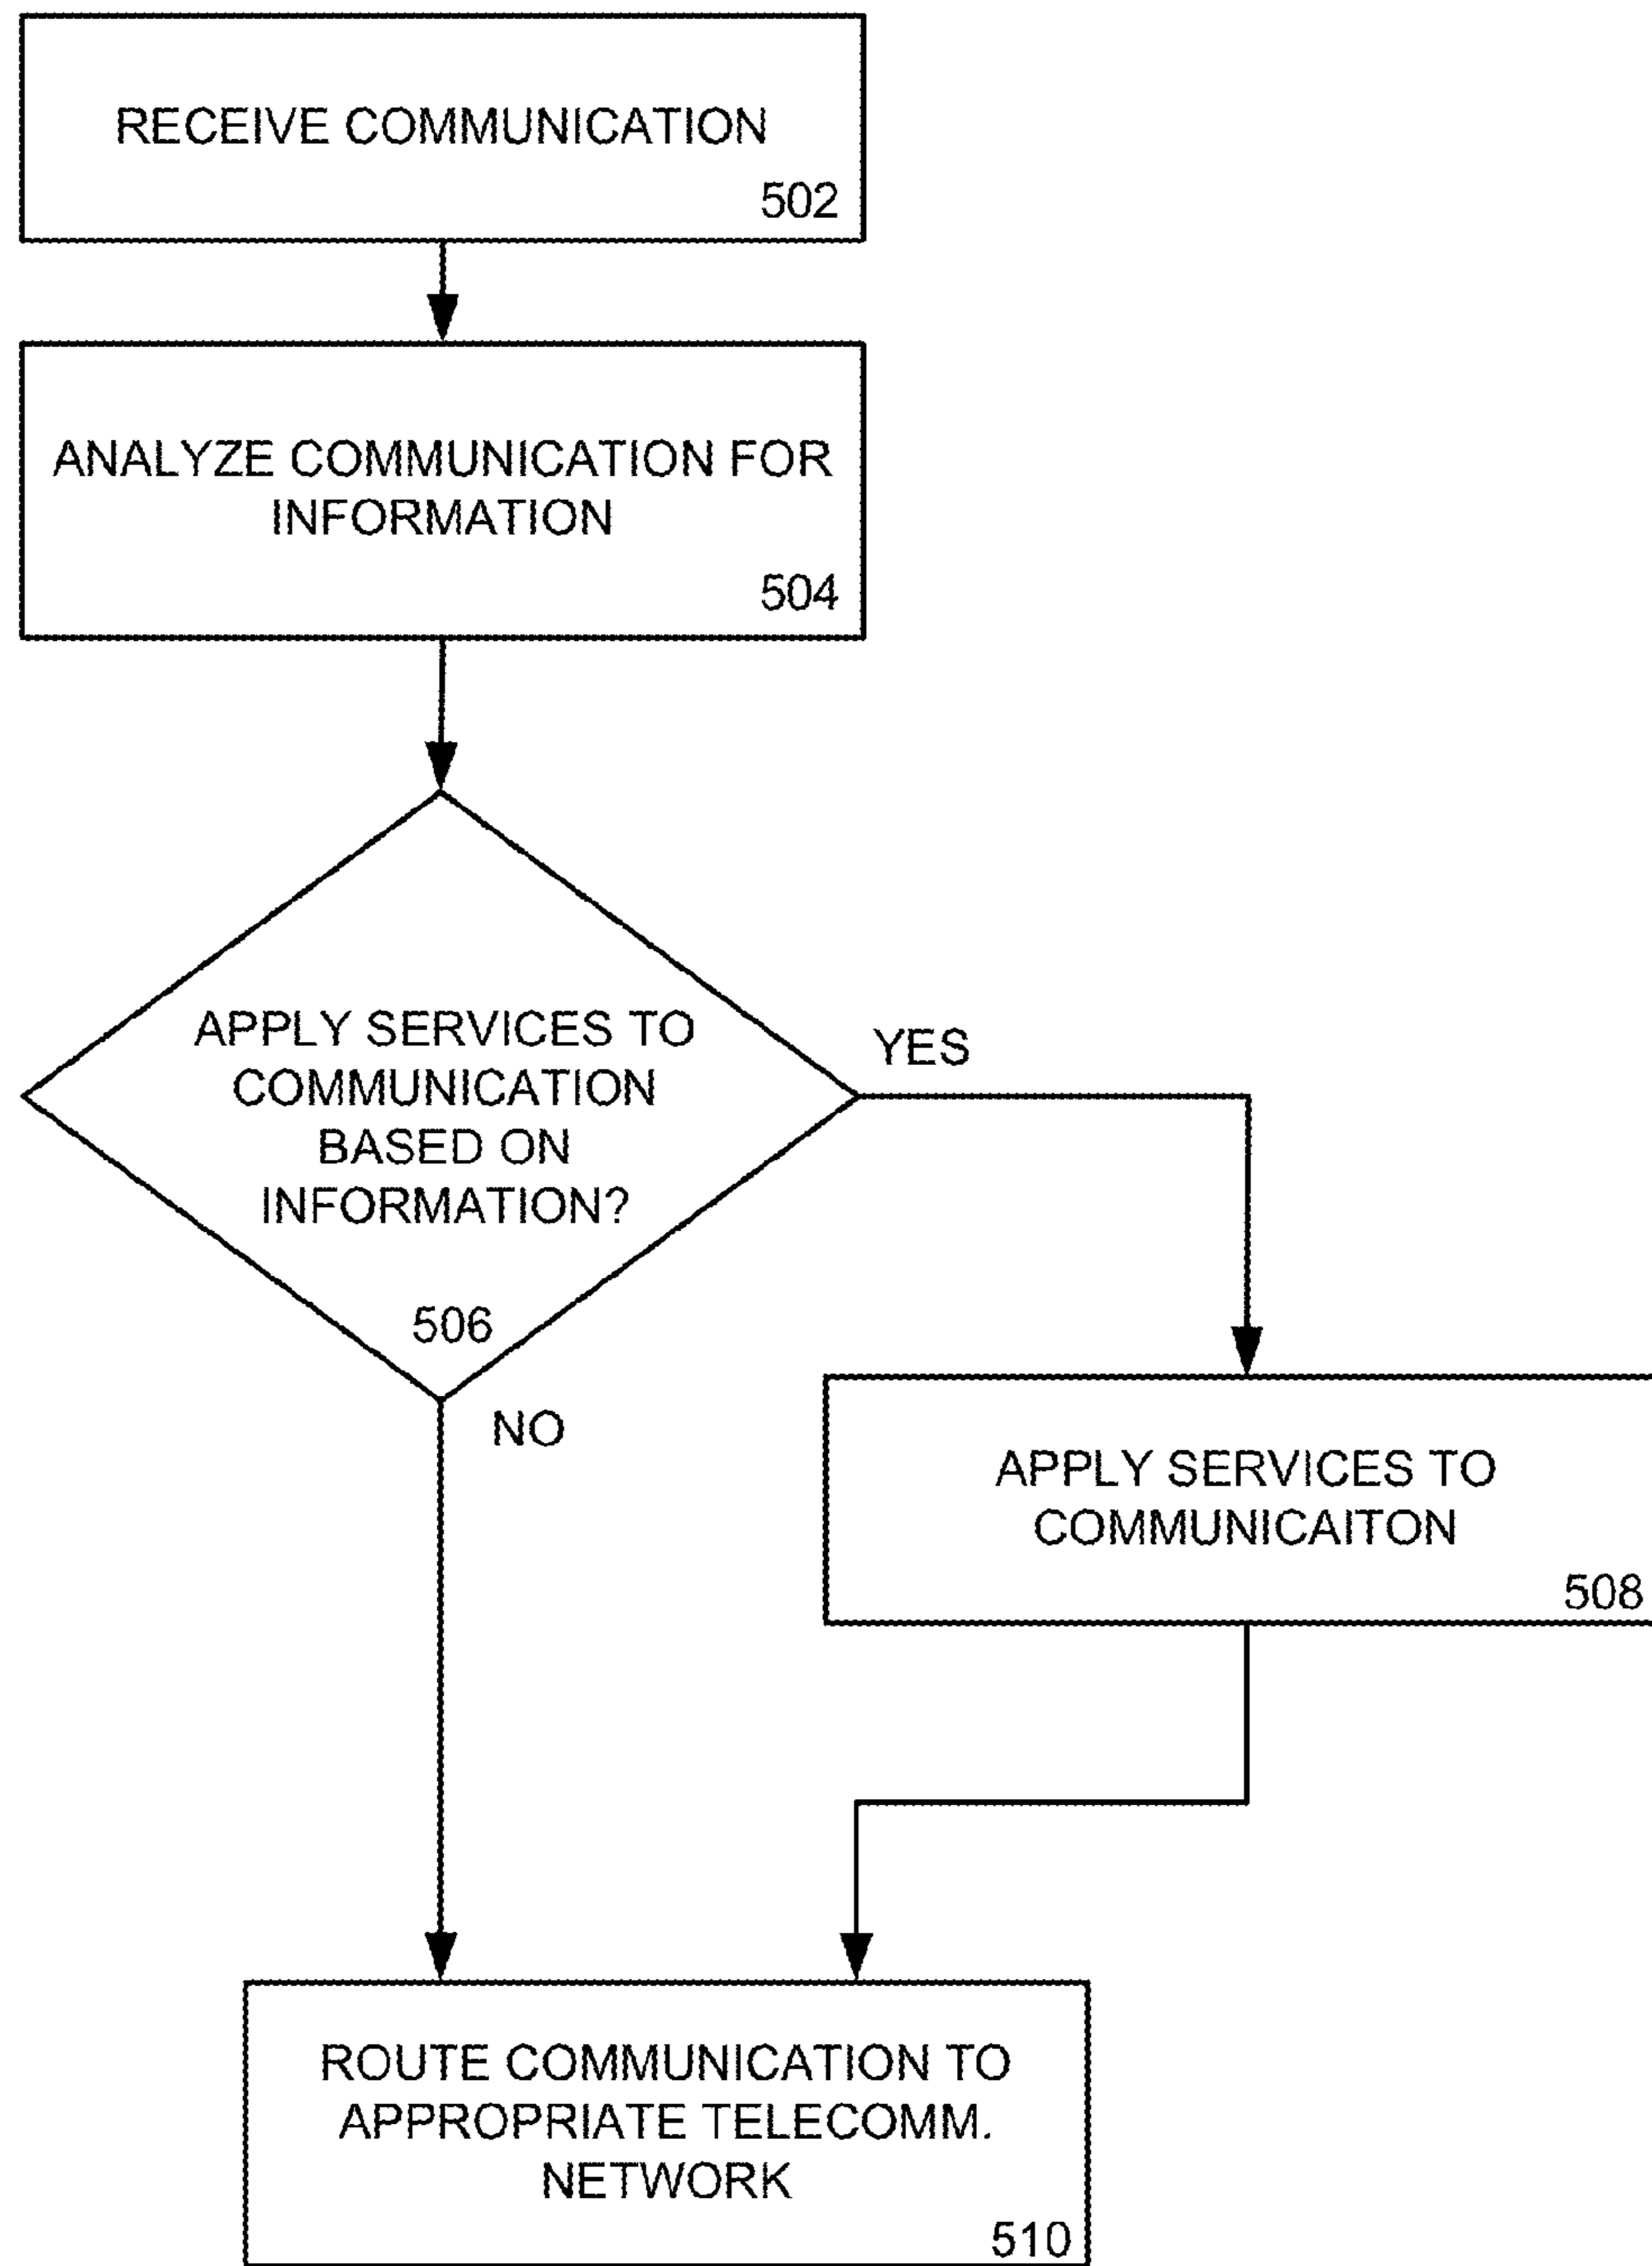 RECEIVE COMMUNICATION
502
ANALYZE COMMUNICATION FOR
INFORMATION
504
APPLY SERVICES TO
COMMUNICATION
BASED ON
INFORMATION?
506
YES
NO
APPLY SERVICES TO
COMMUNICAITON
508
ROUTE COMMUNICATION TO
APPROPRIATE TELECOMM.
NETWORK
510